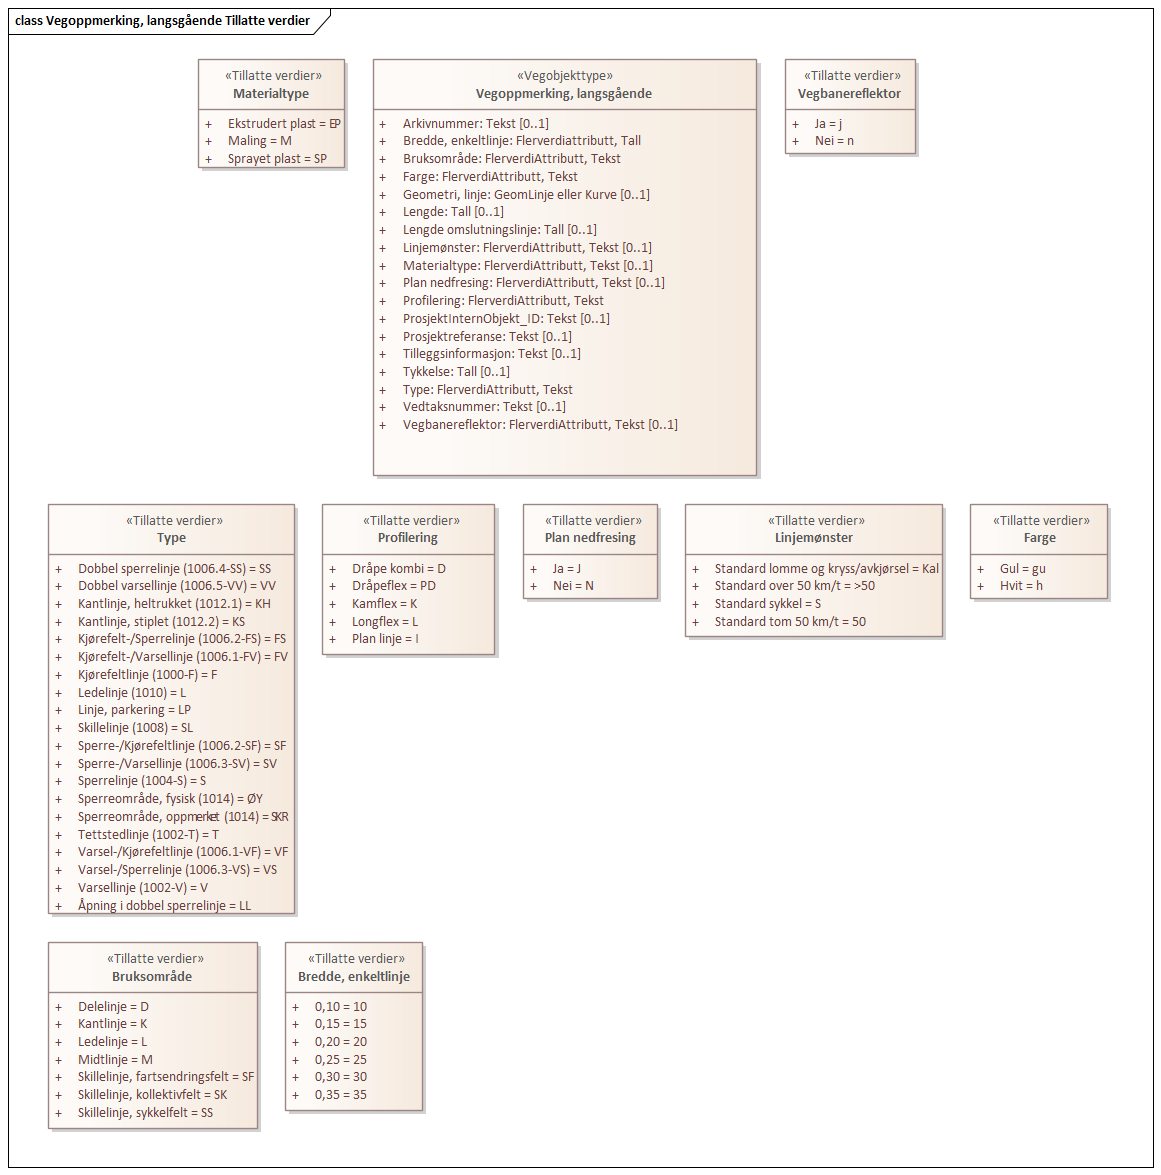 class Vegoppmerking, langsgående Tillatte verdier
«Tillatte verdier»
Materialtype
+ Ekstrudert plast = EP
+ Maling = M
+ Sprayet plast = SP
«Vegobjekttype»
Vegoppmerking, langsgående
+ Arkivnummer: Tekst [0..1]
+ Bredde, enkeltlinje: Flerverdiattributt, Tall
+ Bruksområde: FlerverdiAttributt, Tekst
+ Farge: FlerverdiAttributt, Tekst
+ Geometri, linje: GeomLinje eller Kurve [0..1]
+ Lengde: Tall [0..1]
+ Lengde omslutningslinje: Tall [0..1]
+ Linjemønster: FlerverdiAttributt, Tekst [0..1]
+ Materialtype: FlerverdiAttributt, Tekst [0..1]
+ Plan nedfresing: FlerverdiAttributt, Tekst [0..1]
+ Profilering: FlerverdiAttributt, Tekst
+ ProsjektInternObjekt_ID: Tekst [0..1]
+ Prosjektreferanse: Tekst [0..1]
+ Tilleggsinformasjon: Tekst [0..1]
+ Tykkelse: Tall [0..1]
+ Type: FlerverdiAttributt, Tekst
+ Vedtaksnummer: Tekst [0..1]
+ Vegbanereflektor: FlerverdiAttributt, Tekst [0..1]
«Tillatte verdier»
Vegbanereflektor
+ Ja = j
+ Nei = n
«Tillatte verdier»
Type
+ Dobbel sperrelinje (1006.4-SS) = SS
+ Dobbel varsellinje (1006.5-VV) = VV
+ Kantlinje, heltrukket (1012.1) = KH
+ Kantlinje, stiplet (1012.2) = KS
+ Kjørefelt-/Sperrelinje (1006.2-FS) = FS
+ Kjørefelt-/Varsellinje (1006.1-FV) = FV
+ Kjørefeltlinje (1000-F) = F
+ Ledelinje (1010) = L
+ Linje, parkering = LP
+ Skillelinje (1008) = SL
+ Sperre-/Kjørefeltlinje (1006.2-SF) = SF
+ Sperre-/Varsellinje (1006.3-SV) = SV
+ Sperrelinje (1004-S) = S
+ Sperreområde, fysisk (1014) = ØY
+ Sperreområde, oppmerket (1014) = SKR
+ Tettstedlinje (1002-T) = T
+ Varsel-/Kjørefeltlinje (1006.1-VF) = VF
+ Varsel-/Sperrelinje (1006.3-VS) = VS
+ Varsellinje (1002-V) = V
+ Åpning i dobbel sperrelinje = LL
«Tillatte verdier»
Profilering
+ Dråpe kombi = D
+ Dråpeflex = PD
+ Kamflex = K
+ Longflex = L
+ Plan linje = I
«Tillatte verdier»
Plan nedfresing
+ Ja = J
+ Nei = N
«Tillatte verdier»
Linjemønster
+ Standard lomme og kryss/avkjørsel = Kal
+ Standard over 50 km/t = >50
+ Standard sykkel = S
+ Standard tom 50 km/t = 50
«Tillatte verdier»
Farge
+ Gul = gu
+ Hvit = h
«Tillatte verdier»
Bruksområde
+ Delelinje = D
+ Kantlinje = K
+ Ledelinje = L
+ Midtlinje = M
+ Skillelinje, fartsendringsfelt = SF
+ Skillelinje, kollektivfelt = SK
+ Skillelinje, sykkelfelt = SS
«Tillatte verdier»
Bredde, enkeltlinje
+ 0,10 = 10
+ 0,15 = 15
+ 0,20 = 20
+ 0,25 = 25
+ 0,30 = 30
+ 0,35 = 35